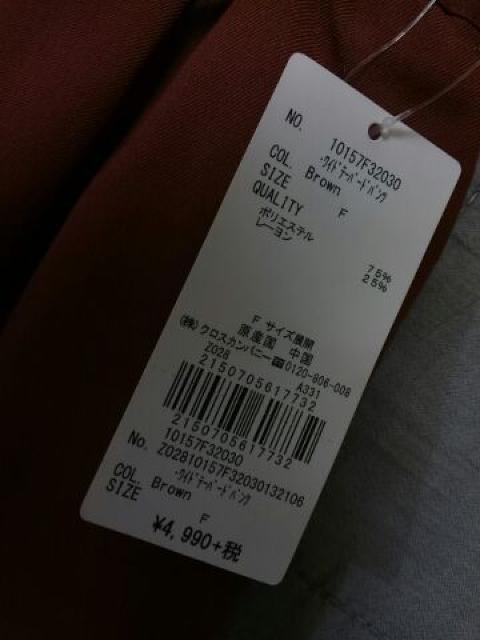 NO. 10157F32030
･ﾜｲﾄﾞﾃｰﾊﾟｰﾄﾞﾊﾟﾝﾂ
COL. Brown
SIZE F
QUALITY
ポリエステル 75%
レーヨン 25%
F サイズ展開
原産国 中国
(株)クロスカンパニー☎0120-806-008
Z028 A331
2150705617732
2150705617732
No. 10157F32030
Z02810157F32030132106
･ﾜｲﾄﾞﾃｰﾊﾟｰﾄﾞﾊﾟﾝﾂ
COL. Brown
SIZE F
¥4,990+税